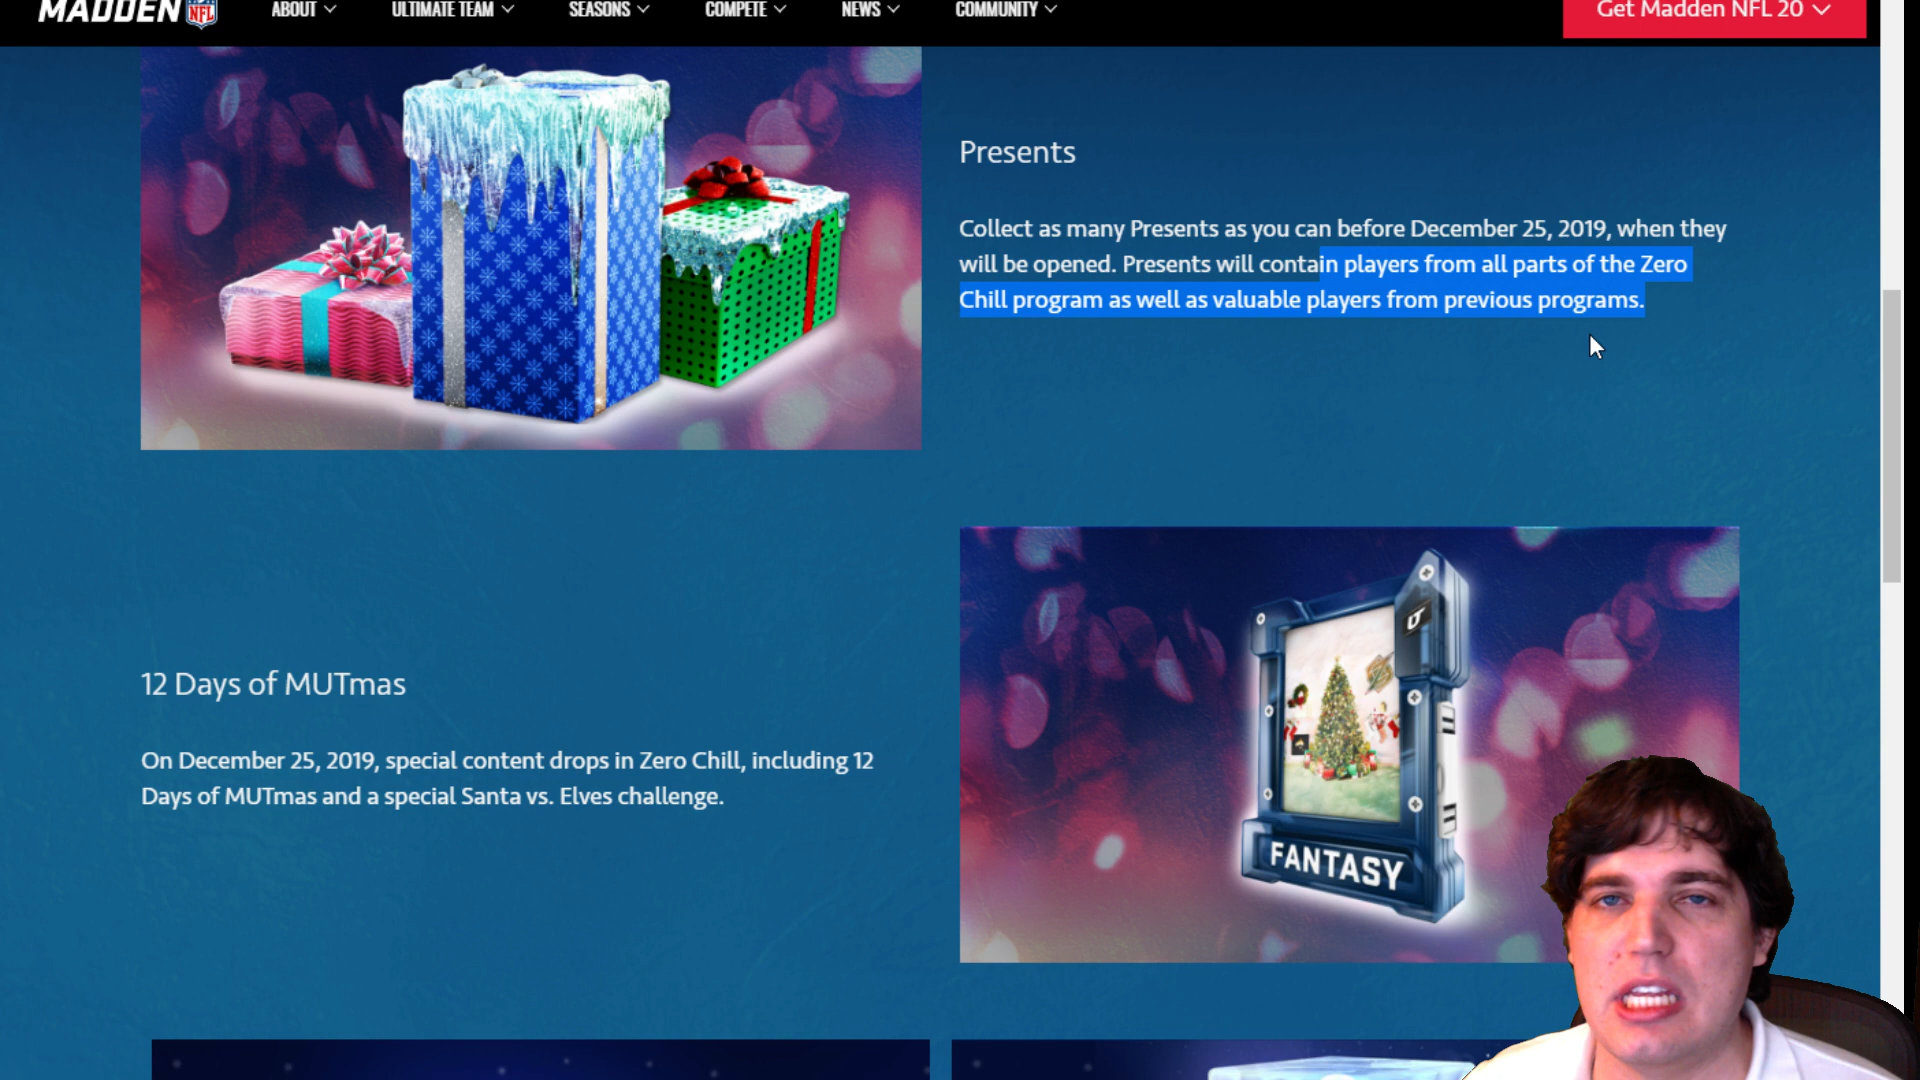 MADDEN NFL
ABOUT
ULTIMATE TEAM
SEASONS
COMPETE
NEWS
COMMUNITY
Get Madden NFL 20
Presents
Collect as many Presents as you can before December 25, 2019, when they
will be opened. Presents will contain players from all parts of the Zero
Chill program as well as valuable players from previous programs.
12 Days of MUTmas
On December 25, 2019, special content drops in Zero Chill, including 12
Days of MUTmas and a special Santa vs. Elves challenge.
UT
FANTASY